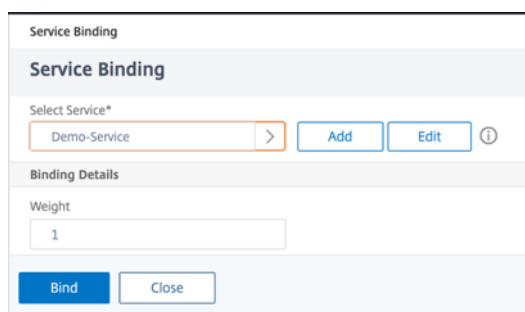 Service Binding
Service Binding
Select Service*
Demo-Service Add Edit
Binding Details
Weight
1
Bind Close